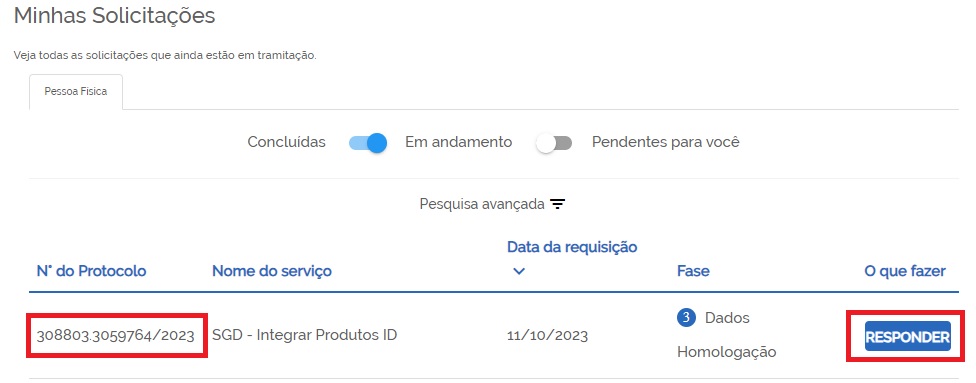 Minhas Solicitações
Veja todas as solicitações que ainda estão em tramitação.
Pessoa Fisica
Concluídas Em andamento Pendentes para você
Pesquisa avançada
N° do Protocolo Nome do serviço Data da requisição Fase O que fazer
308803.3059764/2023 SGD - Integrar Produtos ID 11/10/2023 3 Dados Homologação RESPONDER